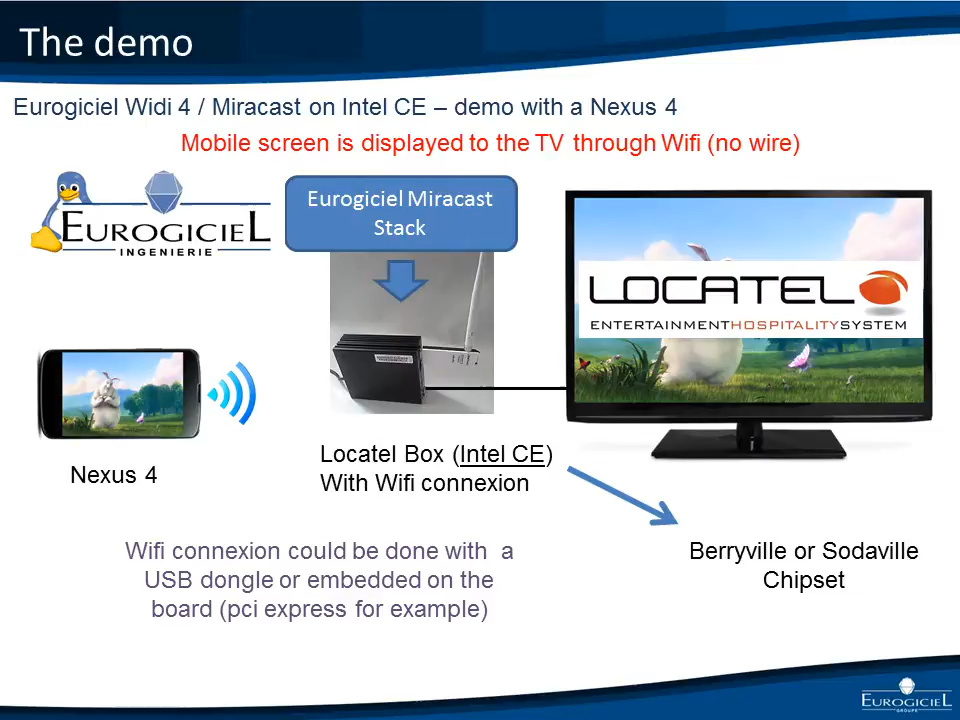 The demo
Eurogiciel Widi 4 / Miracast on Intel CE – demo with a Nexus 4
Mobile screen is displayed to the TV through Wifi (no wire)
EUROGICIEL
INGENIERIE
Eurogiciel Miracast
Stack
LOCATEL
ENTERTAINMENTHOSPITALITYSYSTEM
Nexus 4
Locatel Box (Intel CE)
With Wifi connexion
Wifi connexion could be done with a
USB dongle or embedded on the
board (pci express for example)
Berryville or Sodaville
Chipset
EUROGICIEL
GROUPE